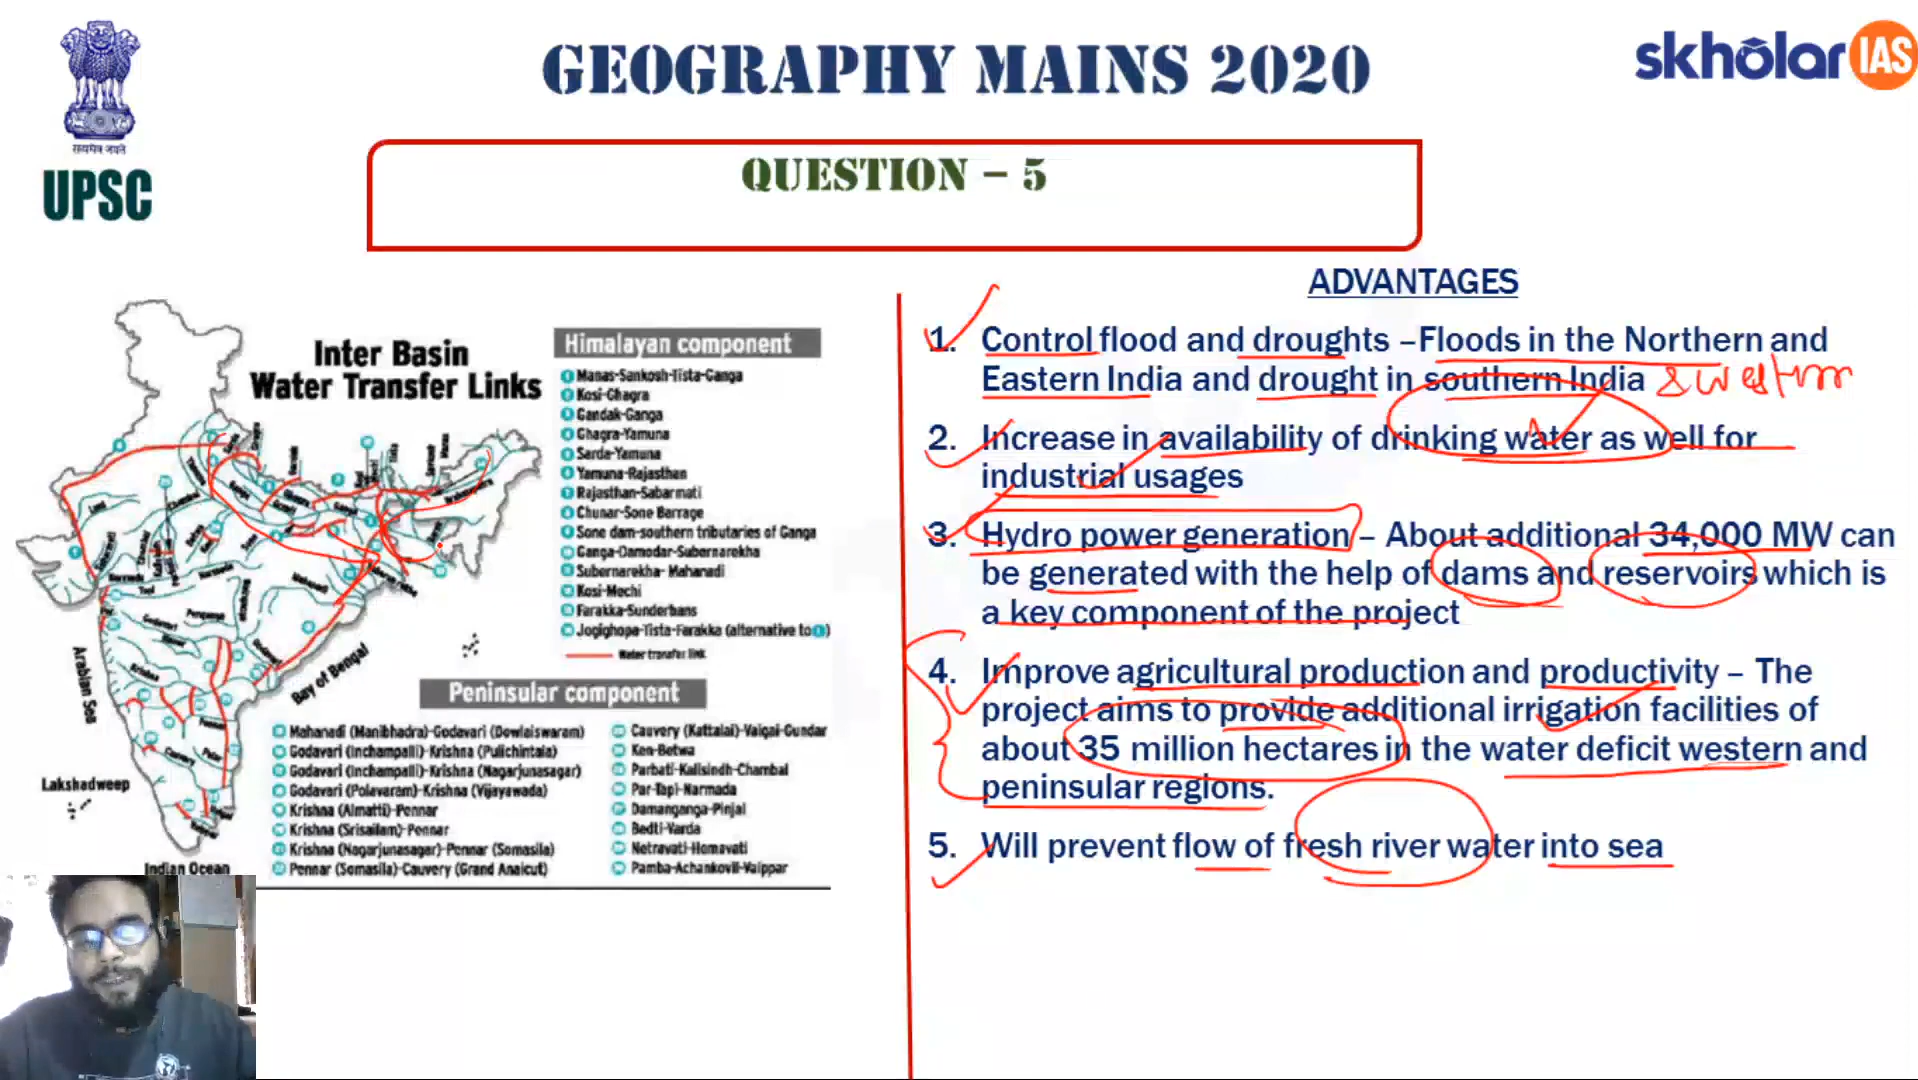 सत्यमेव जयते
UPSC
GEOGRAPHY MAINS 2020
skholar IAS
QUESTION – 5
Inter Basin
Water Transfer Links
Himalayan component
Manas-Sankosh-Tista-Ganga
Kosi-Ghagra
Gandak-Ganga
Ghagra-Yamuna
Sarda-Yamuna
Yamuna-Rajasthan
Rajasthan-Sabarmati
Chunar-Sone Barrage
Sone dam-southern tributaries of Ganga
Ganga-Damodar-Subernarekha
Subernarekha- Mahanadi
Kosi-Mechi
Farakka-Sunderbans
Jogighopa-Tista-Farakka (alternative to 1)
Water transfer link
Arabian Sea
Bay of Bengal
Lakshadweep
Indian Ocean
Peninsular component
Mahanadi (Manibhadra)-Godavari (Dowlaiswaram)
Godavari (Inchampalli)-Krishna (Pulichintala)
Godavari (Inchampalli)-Krishna (Nagarjunasagar)
Godavari (Polavaram)-Krishna (Vijayawada)
Krishna (Almatti)-Pennar
Krishna (Srisailam)-Pennar
Krishna (Nagarjunasagar)-Pennar (Somasila)
Pennar (Somasila)-Cauvery (Grand Anaicut)
Cauvery (Kattalai)-Vaigai-Gundar
Ken-Betwa
Parbati-Kalisindh-Chambal
Par-Tapi-Narmada
Damanganga-Pinjal
Bedti-Varda
Netravati-Hemavati
Pamba-Achankovil-Vaippar
ADVANTAGES
1. Control flood and droughts –Floods in the Northern and
Eastern India and drought in southern India & western
2. Increase in availability of drinking water as well for
industrial usages
3. Hydro power generation – About additional 34,000 MW can
be generated with the help of dams and reservoirs which is
a key component of the project
4. Improve agricultural production and productivity – The
project aims to provide additional irrigation facilities of
about 35 million hectares in the water deficit western and
peninsular regions.
5. Will prevent flow of fresh river water into sea